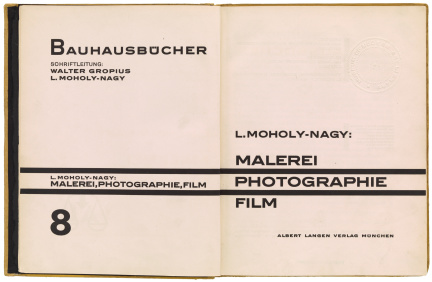 BAUHAUSBÜCHER
SCHRIFTLEITUNG:
WALTER GROPIUS
L. MOHOLY-NAGY
L. MOHOLY-NAGY:
MALEREI, PHOTOGRAPHIE, FILM
8
L. MOHOLY-NAGY:
MALEREI
PHOTOGRAPHIE
FILM
ALBERT LANGEN VERLAG MÜNCHEN